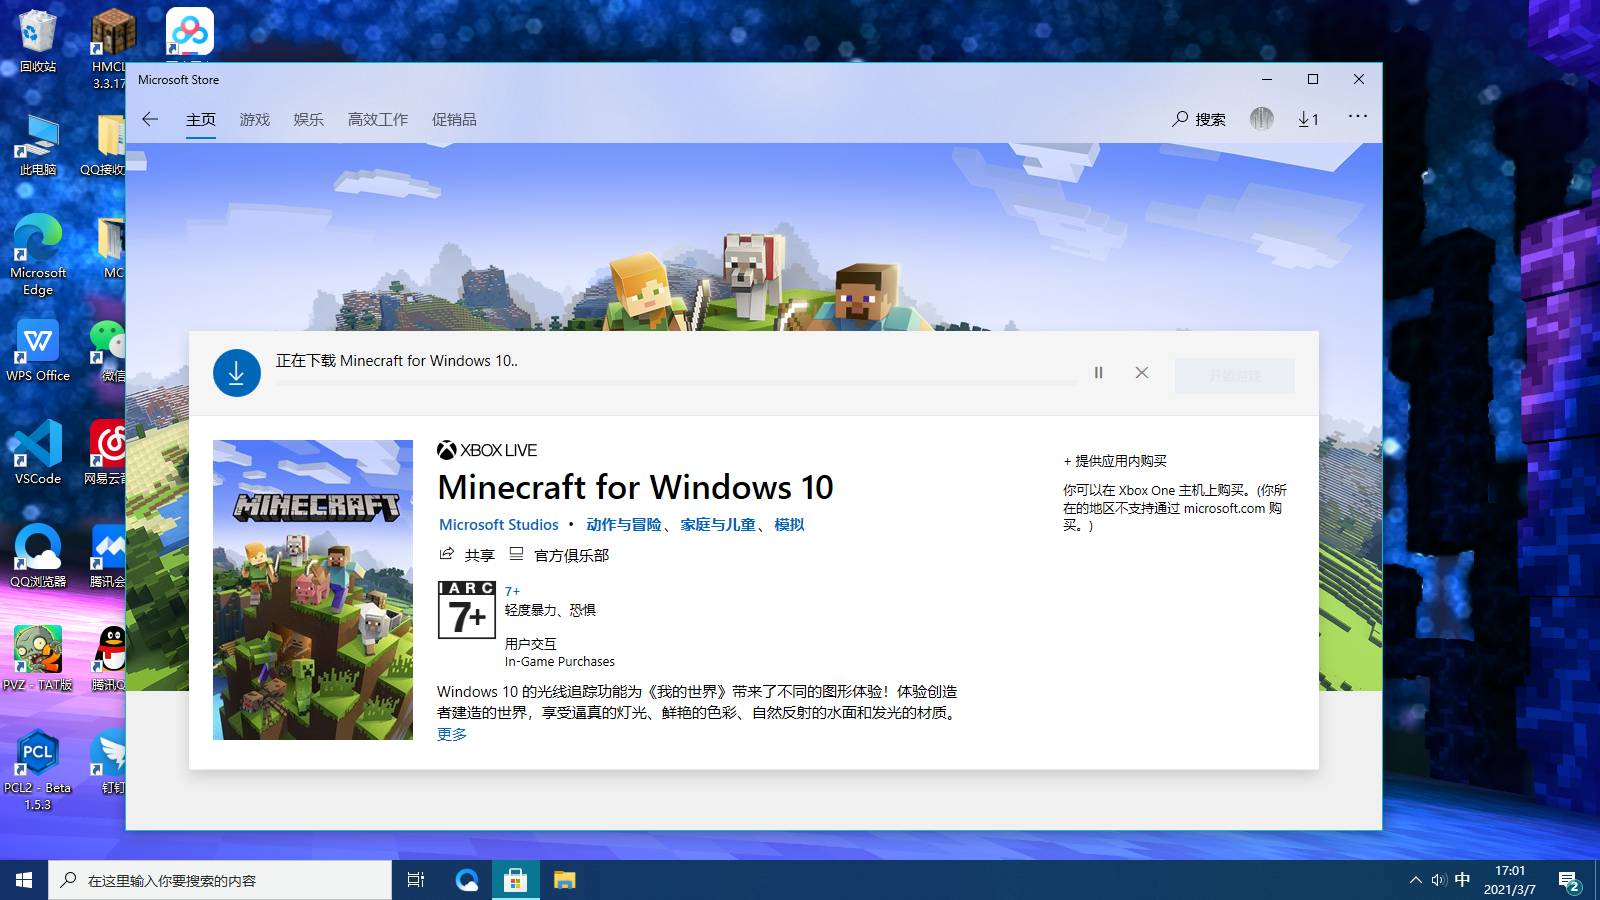 回收站
HMCL
3.3.17
此电脑
QQ接收
Microsoft
Edge
MC
WPS Office
微信
VSCode
网易云音
QQ浏览器
腾讯会
PVZ - TAT版
腾讯Q
PCL
PCL2 - Beta
1.5.3
钉钉
Microsoft Store
主页
游戏
娱乐
高效工作
促销品
搜索
1
正在下载 Minecraft for Windows 10..
MINECRAFT
XBOX LIVE
Minecraft for Windows 10
Microsoft Studios • 动作与冒险、家庭与儿童、模拟
共享
官方俱乐部
IARC
7+
7+
轻度暴力、恐惧
用户交互
In-Game Purchases
Windows 10 的光线追踪功能为《我的世界》带来了不同的图形体验！体验创造
者建造的世界，享受逼真的灯光、鲜艳的色彩、自然反射的水面和发光的材质。
更多
+ 提供应用内购买
你可以在 Xbox One 主机上购买。(你所
在的地区不支持通过 microsoft.com 购
买。)
在这里输入你要搜索的内容
中
17:01
2021/3/7
2